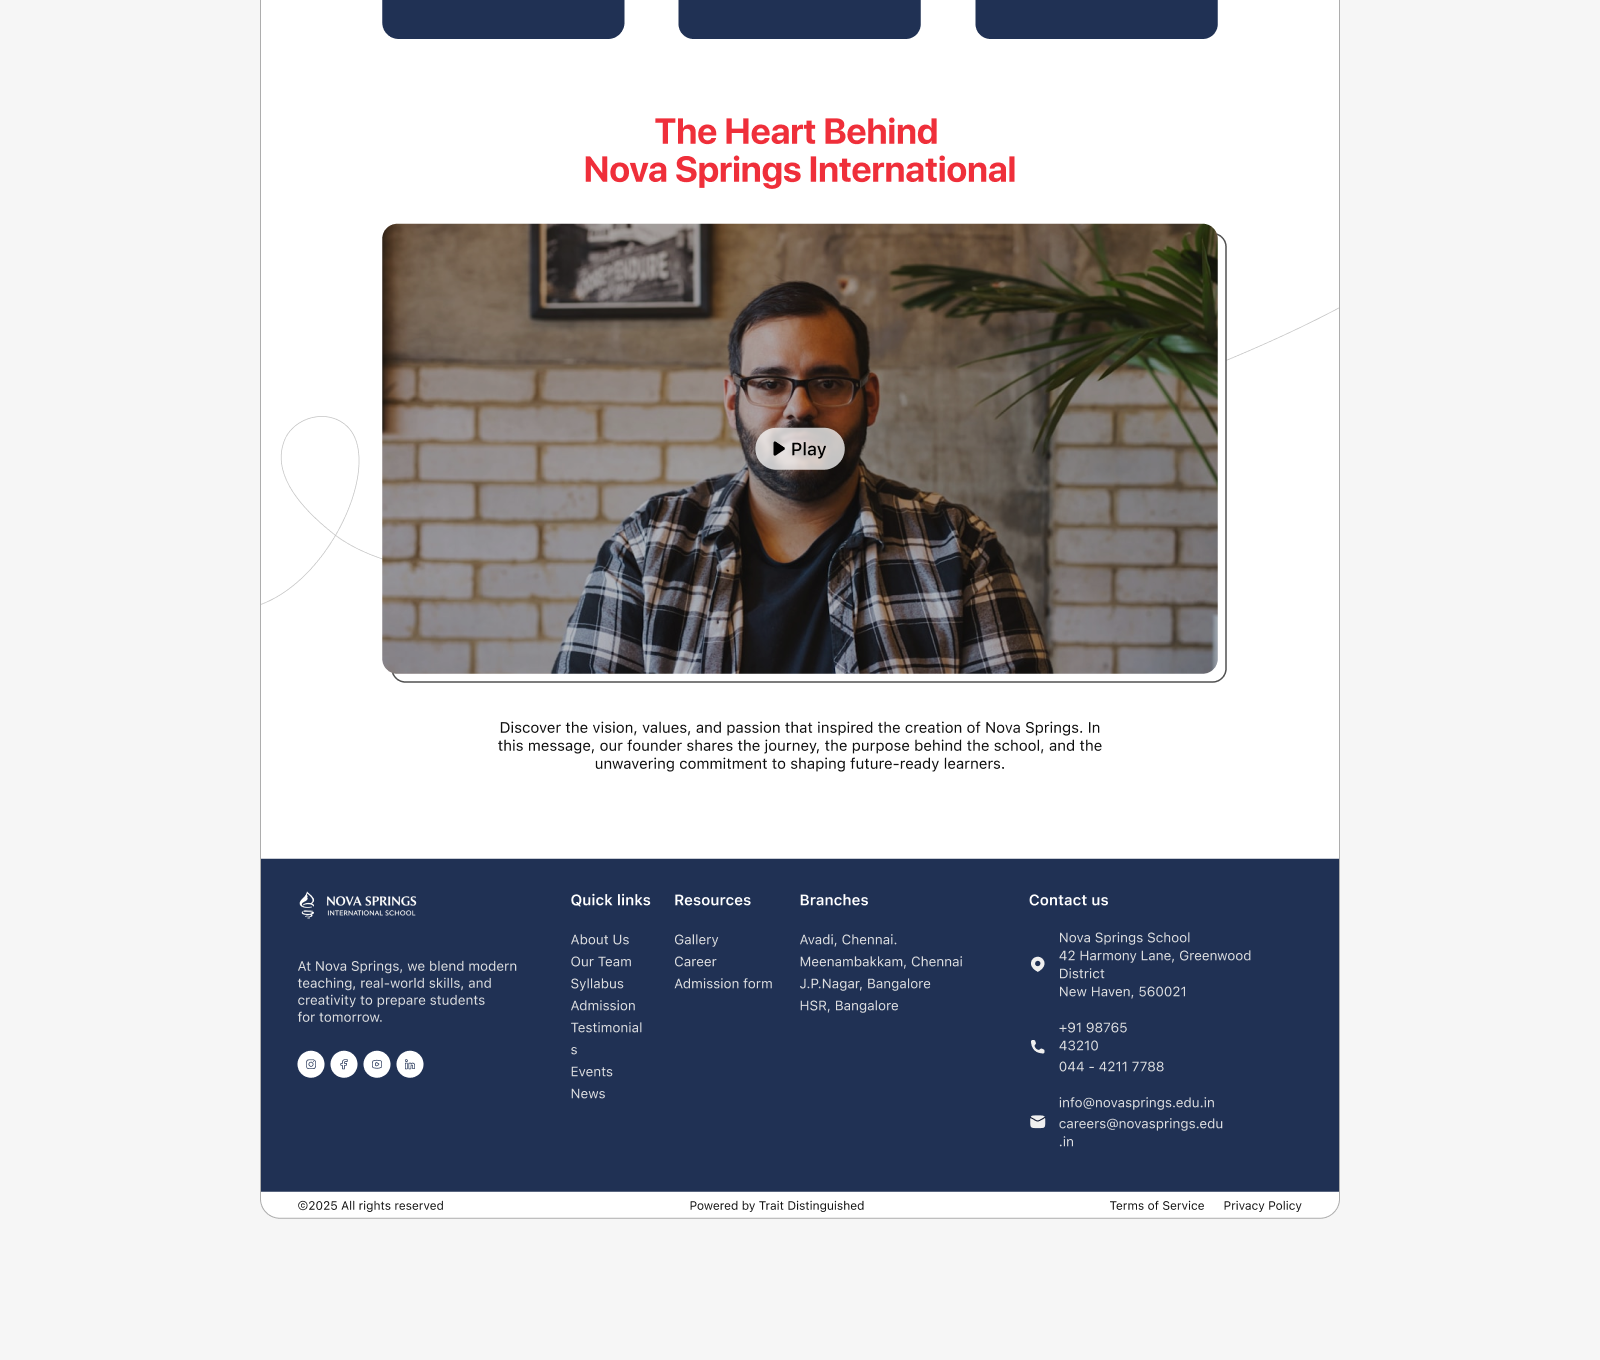 The Heart Behind
Nova Springs International
Play
Discover the vision, values, and passion that inspired the creation of Nova Springs. In
this message, our founder shares the journey, the purpose behind the school, and the
unwavering commitment to shaping future-ready learners.
NOVA SPRINGS
INTERNATIONAL SCHOOL
At Nova Springs, we blend modern
teaching, real-world skills, and
creativity to prepare students
for tomorrow.
Quick links
About Us
Our Team
Syllabus
Admission
Testimonial
s
Events
News
Resources
Gallery
Career
Admission form
Branches
Avadi, Chennai.
Meenambakkam, Chennai
J.P.Nagar, Bangalore
HSR, Bangalore
Contact us
Nova Springs School
42 Harmony Lane, Greenwood
District
New Haven, 560021
+91 98765
43210
044 - 4211 7788
info@novasprings.edu.in
careers@novasprings.edu
.in
©2025 All rights reserved
Powered by Trait Distinguished
Terms of Service
Privacy Policy